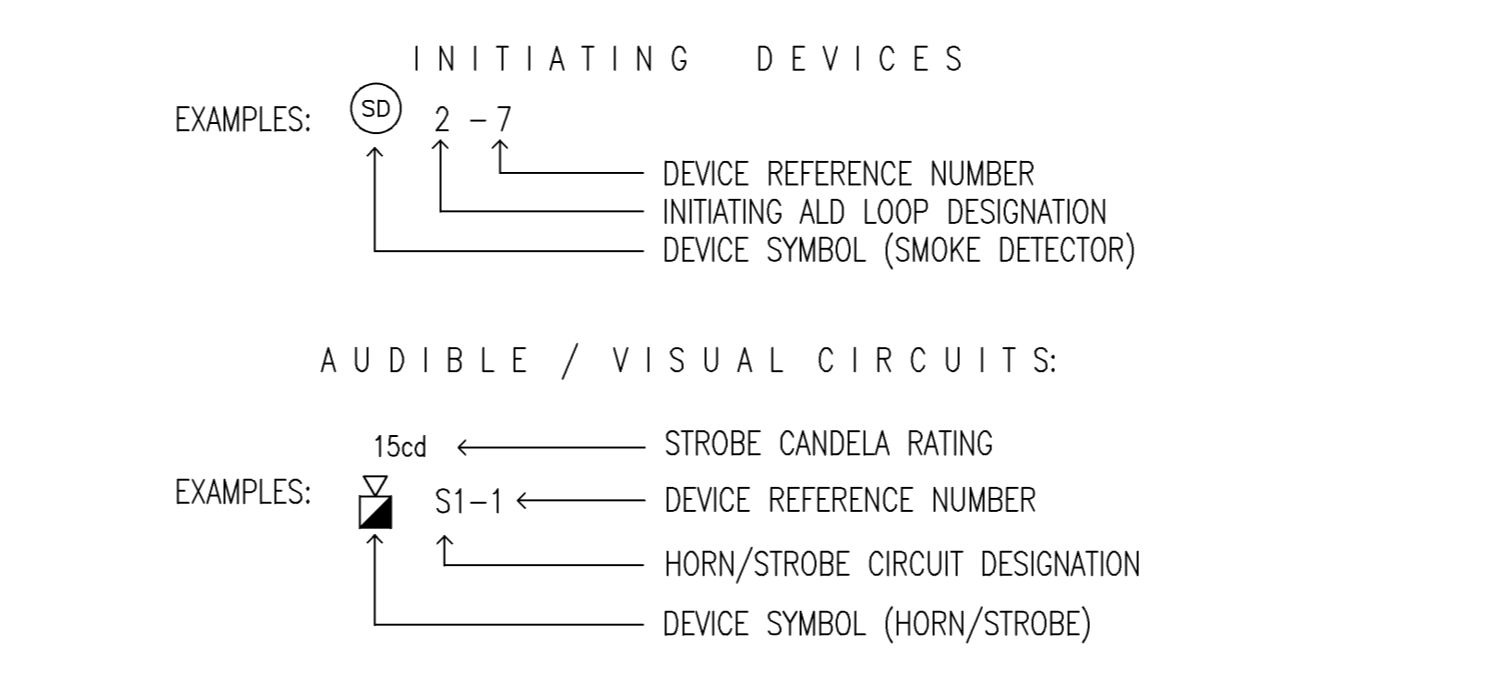 INITIATING DEVICES
EXAMPLES: SD 2 - 7
DEVICE REFERENCE NUMBER
INITIATING ALD LOOP DESIGNATION
DEVICE SYMBOL (SMOKE DETECTOR)
AUDIBLE / VISUAL CIRCUITS:
15cd STROBE CANDELA RATING
EXAMPLES: S1-1 DEVICE REFERENCE NUMBER
HORN/STROBE CIRCUIT DESIGNATION
DEVICE SYMBOL (HORN/STROBE)